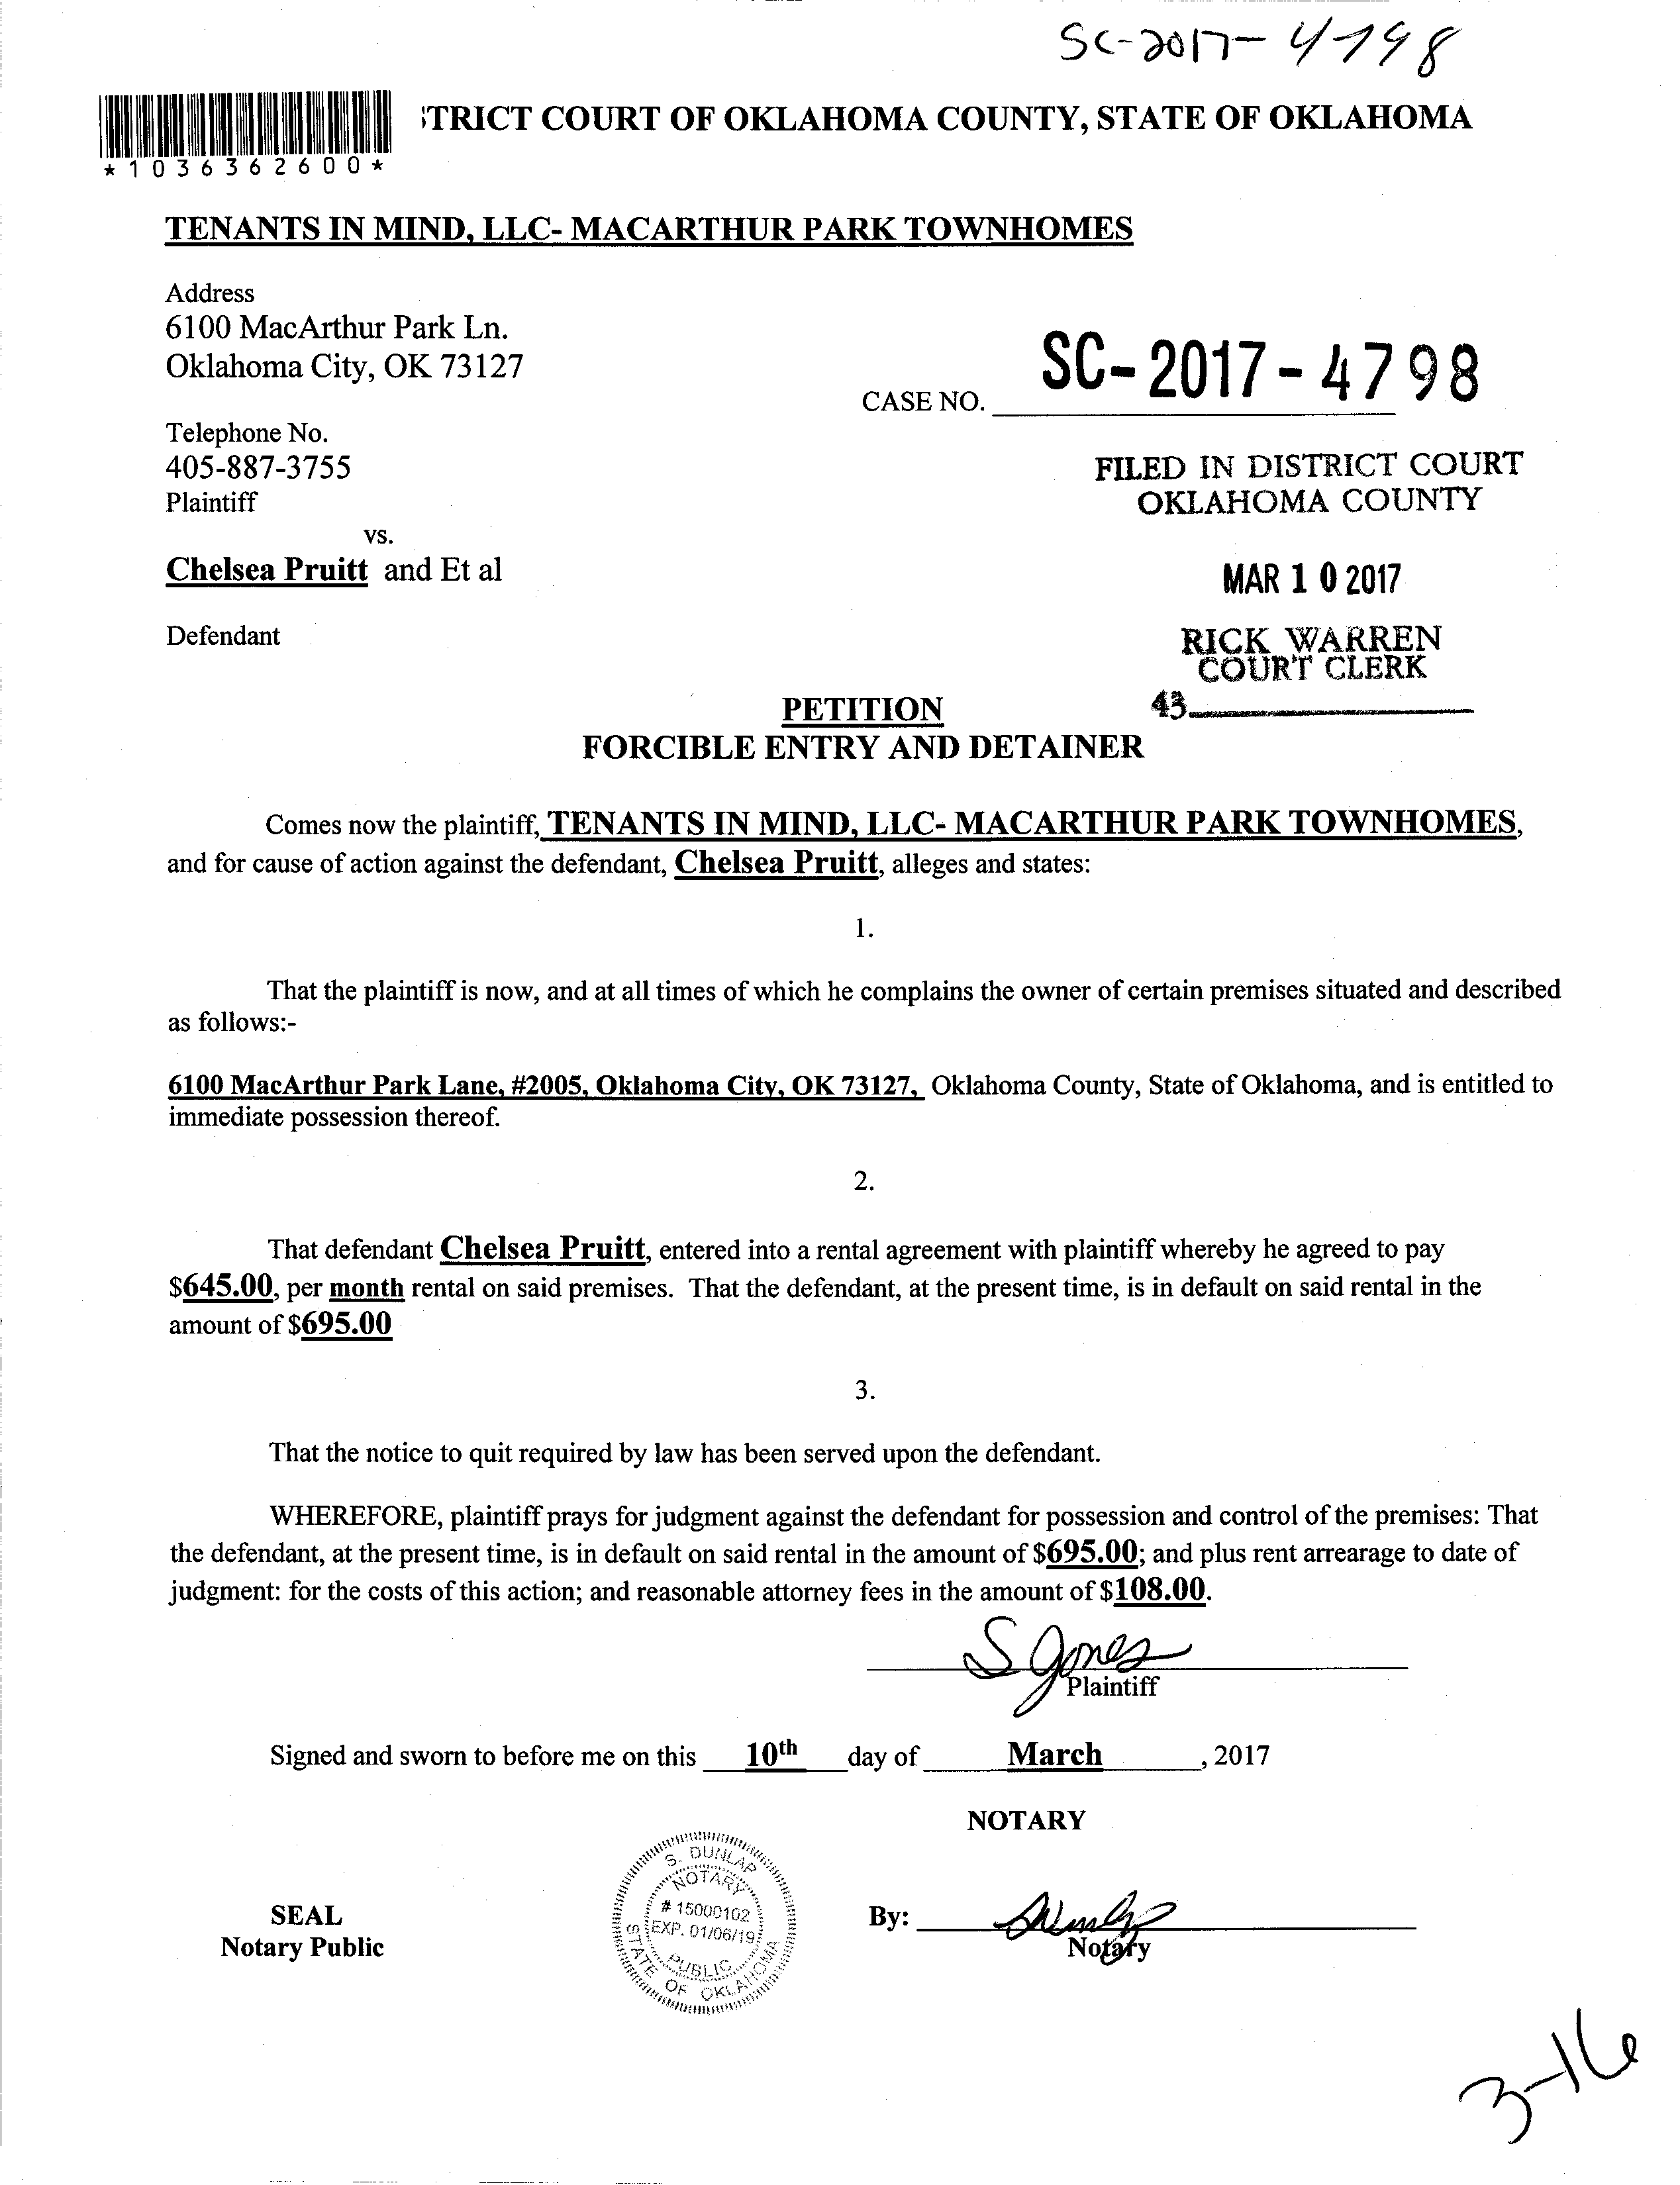 SC-2017-4798
TRICT COURT OF OKLAHOMA COUNTY, STATE OF OKLAHOMA
*1036362600*
TENANTS IN MIND, LLC- MACARTHUR PARK TOWNHOMES
Address
6100 MacArthur Park Ln.
Oklahoma City, OK 73127
CASE NO. SC-2017-4798
Telephone No.
405-887-3755
Plaintiff
FILED IN DISTRICT COURT
OKLAHOMA COUNTY
vs.
Chelsea Pruitt and Et al
MAR 10 2017
Defendant
RICK WARREN
COURT CLERK
43
PETITION
FORCIBLE ENTRY AND DETAINER
Comes now the plaintiff, TENANTS IN MIND, LLC- MACARTHUR PARK TOWNHOMES,
and for cause of action against the defendant, Chelsea Pruitt, alleges and states:
1.
That the plaintiff is now, and at all times of which he complains the owner of certain premises situated and described
as follows:-
6100 MacArthur Park Lane, #2005, Oklahoma City, OK 73127, Oklahoma County, State of Oklahoma, and is entitled to
immediate possession thereof.
2.
That defendant Chelsea Pruitt, entered into a rental agreement with plaintiff whereby he agreed to pay
$645.00, per month rental on said premises. That the defendant, at the present time, is in default on said rental in the
amount of $695.00
3.
That the notice to quit required by law has been served upon the defendant.
WHEREFORE, plaintiff prays for judgment against the defendant for possession and control of the premises: That
the defendant, at the present time, is in default on said rental in the amount of $695.00; and plus rent arrearage to date of
judgment: for the costs of this action; and reasonable attorney fees in the amount of $108.00.
S Jones
Plaintiff
Signed and sworn to before me on this 10th day of March, 2017
NOTARY
S. DUNLAP
NOTARY
# 15000102
EXP. 01/06/19
PUBLIC
STATE OF OKLAHOMA
SEAL
Notary Public
By:
Notary
3-16